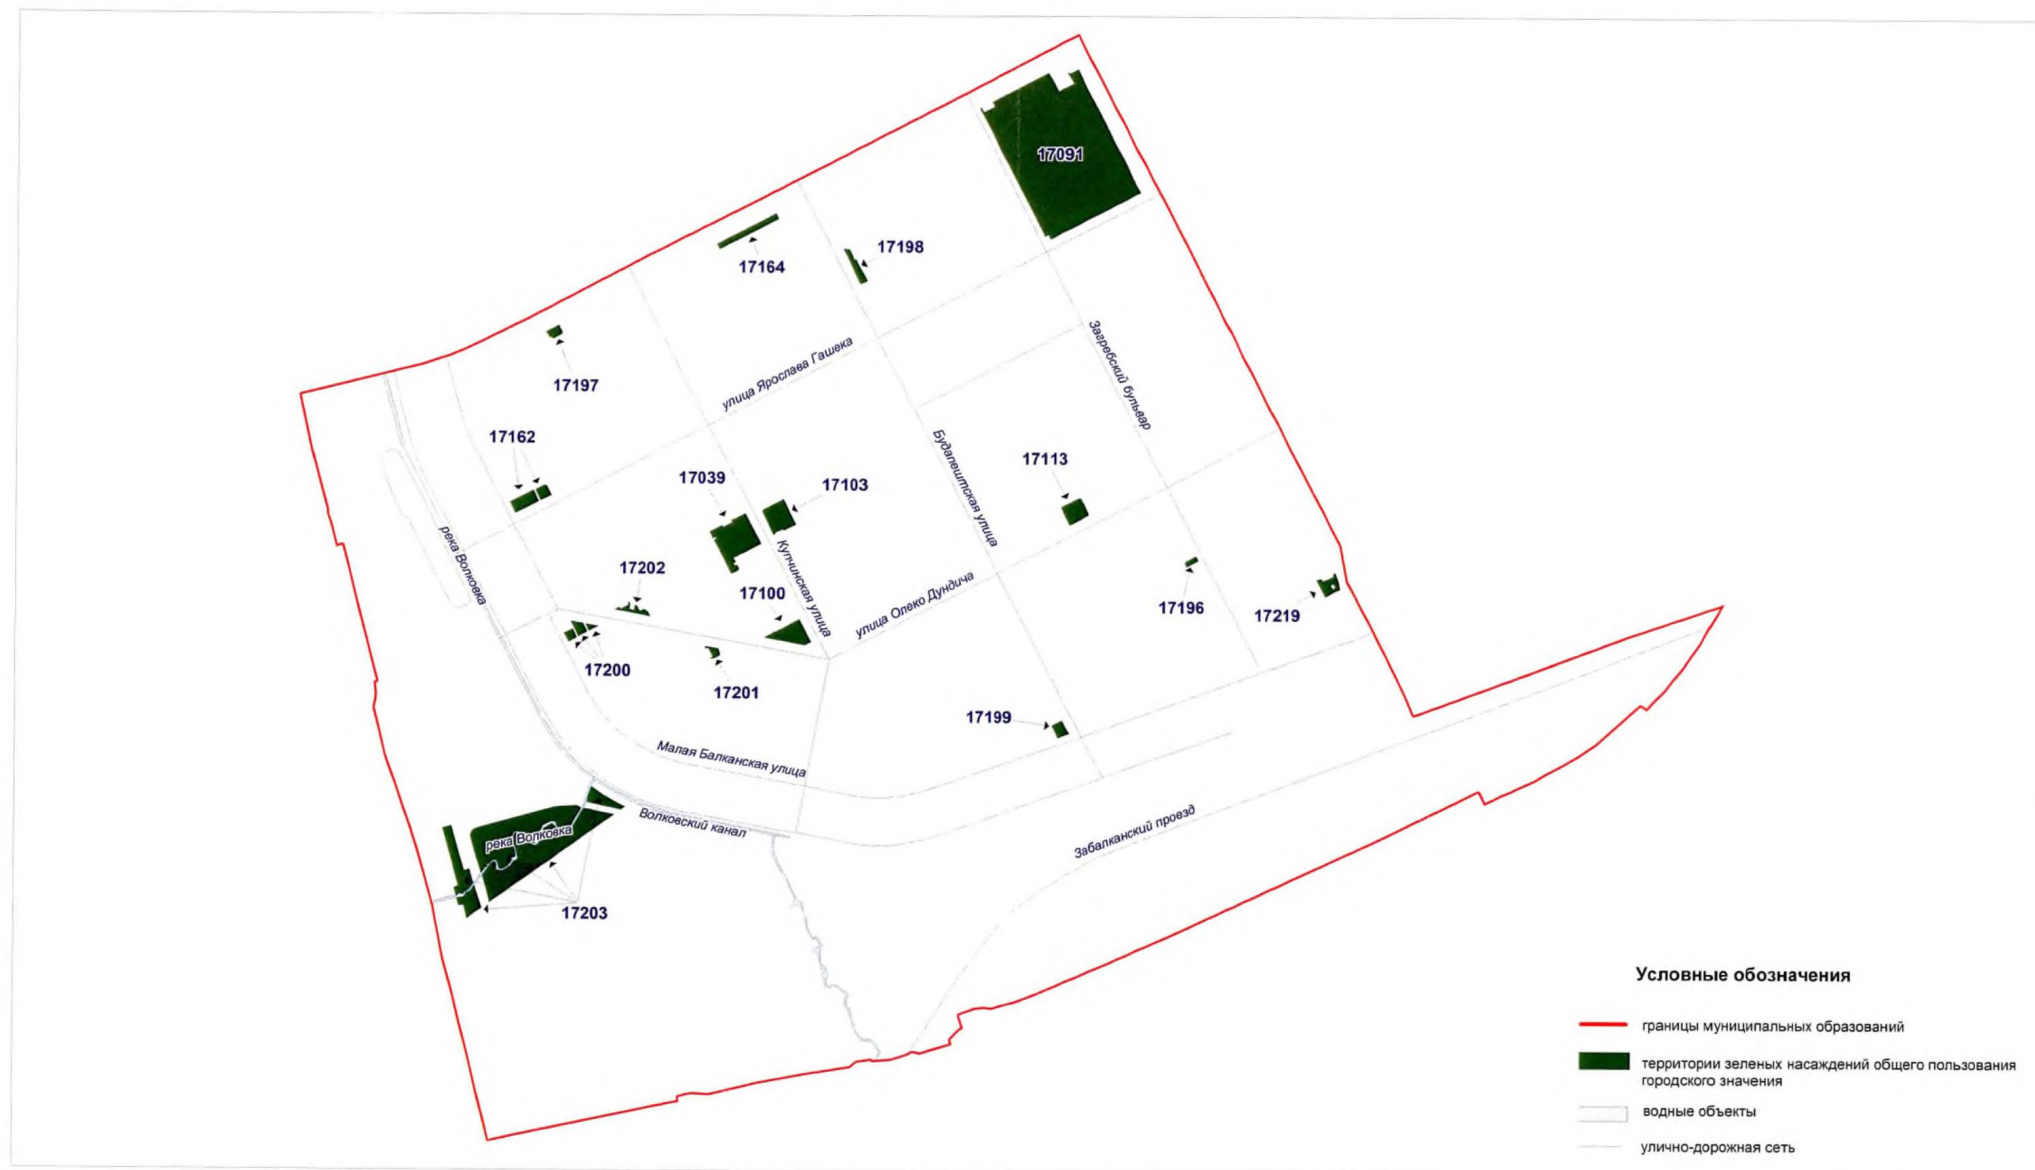 17091
17198
17164
17197
улица Ярослава Гашека
Загребский бульвар
17162
17039
17103
17113
Будапештская улица
река Волковка
Купчинская улица
17202
17100
улица Олеко Дундича
17196
17219
17200
17201
17199
Малая Балканская улица
Волковский канал
Забалканский проезд
река Волковка
17203
Условные обозначения
границы муниципальных образований
территории зеленых насаждений общего пользования
городского значения
водные объекты
улично-дорожная сеть